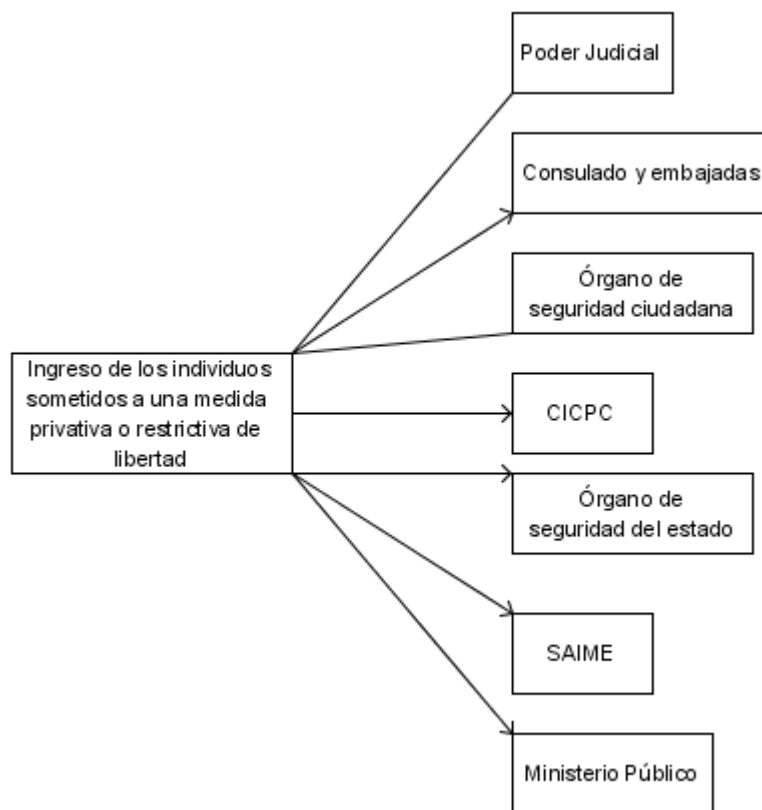 Poder Judicial
Consulado y embajadas
Órgano de
seguridad ciudadana
Ingreso de los individuos
sometidos a una medida
privativa o restrictiva de
libertad
CICPC
Órgano de
seguridad del estado
SAIME
Ministerio Público